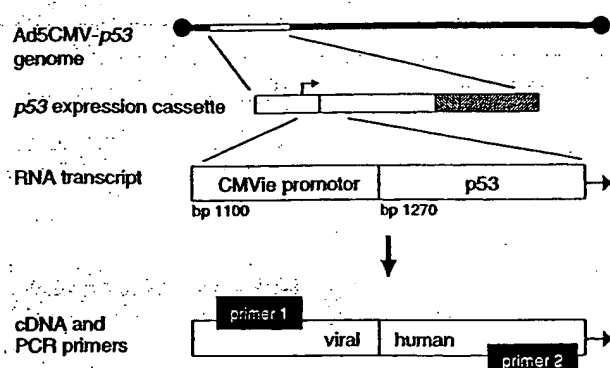 Ad5CMV-p53
genome
p53 expression cassette
RNA transcript
CMVie promotor
p53
bp 1100
bp 1270
primer 1
cDNA and
PCR primers
viral
human
primer 2